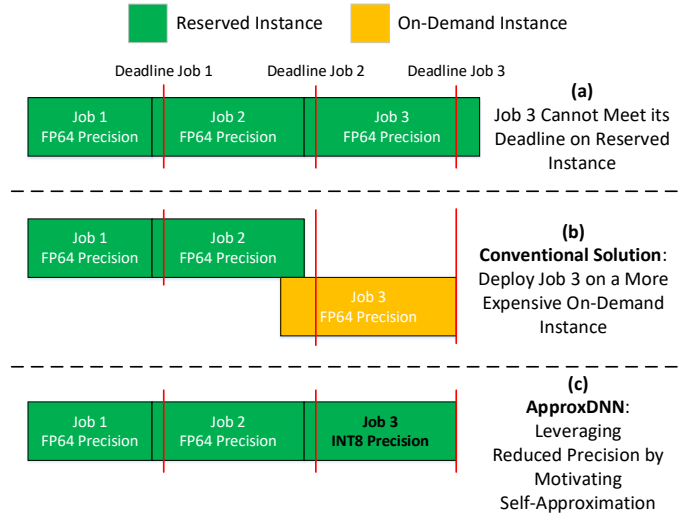 Reserved Instance
On-Demand Instance
Deadline Job 1
Deadline Job 2
Deadline Job 3
Job 1
FP64 Precision
Job 2
FP64 Precision
Job 3
FP64 Precision
(a)
Job 3 Cannot Meet its
Deadline on Reserved
Instance
Job 1
FP64 Precision
Job 2
FP64 Precision
Job 3
FP64 Precision
(b)
Conventional Solution:
Deploy Job 3 on a More
Expensive On-Demand
Instance
Job 1
FP64 Precision
Job 2
FP64 Precision
Job 3
INT8 Precision
(c)
ApproxDNN:
Leveraging
Reduced Precision by
Motivating
Self-Approximation